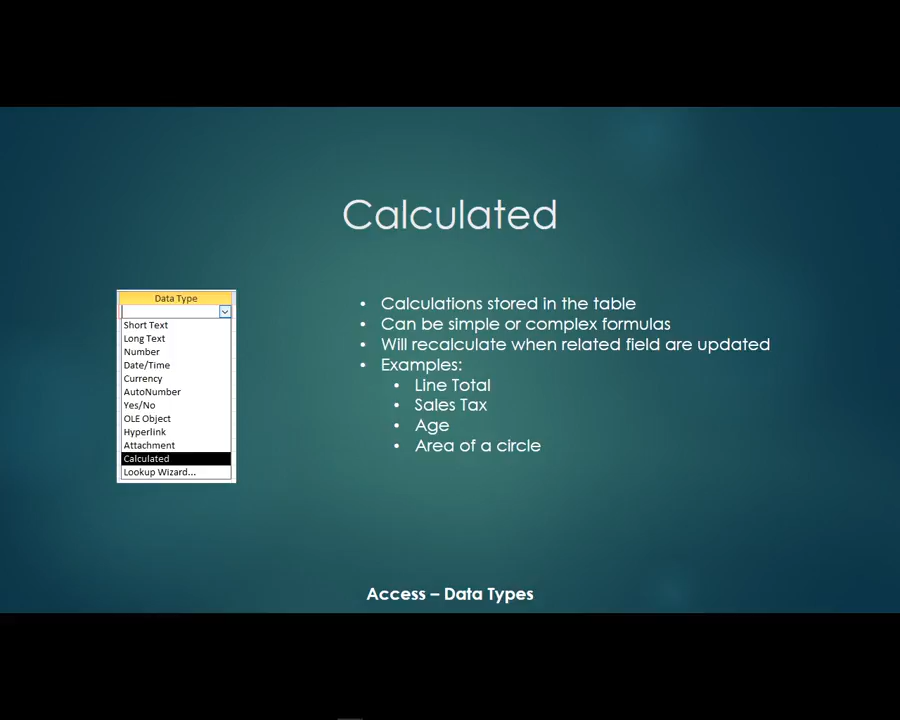 Calculated
Data Type
Short Text
Long Text
Number
Date/Time
Currency
AutoNumber
Yes/No
OLE Object
Hyperlink
Attachment
Calculated
Lookup Wizard...
• Calculations stored in the table
• Can be simple or complex formulas
• Will recalculate when related field are updated
• Examples:
• Line Total
• Sales Tax
• Age
• Area of a circle
Access – Data Types